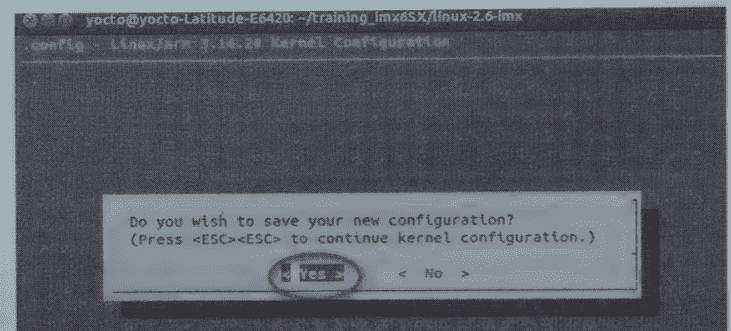 yocto@yocto-Latitude-E6420: ~/training_imx6SX/linux-2.6-imx
.config - Linux/arm 3.14.28 Kernel Configuration
Do you wish to save your new configuration?
(Press <ESC><ESC> to continue kernel configuration.)
< Yes > < No >